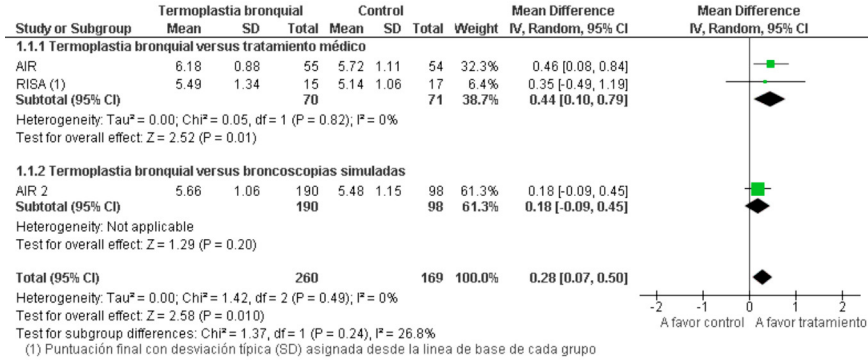 Termoplastia bronquial Control Mean Difference Mean Difference
Study or Subgroup Mean SD Total Mean SD Total Weight IV, Random, 95% CI IV, Random, 95% CI
1.1.1 Termoplastia bronquial versus tratamiento médico
AIR 6.18 0.88 55 5.72 1.11 54 32.3% 0.46 [0.08, 0.84]
RISA (1) 5.49 1.34 15 5.14 1.06 17 6.4% 0.35 [-0.49, 1.19]
Subtotal (95% CI) 70 71 38.7% 0.44 [0.10, 0.79]
Heterogeneity: Tau² = 0.00; Chi² = 0.05, df = 1 (P = 0.82); I² = 0%
Test for overall effect: Z = 2.52 (P = 0.01)
1.1.2 Termoplastia bronquial versus broncoscopias simuladas
AIR 2 5.66 1.06 190 5.48 1.15 98 61.3% 0.18 [-0.09, 0.45]
Subtotal (95% CI) 190 98 61.3% 0.18 [-0.09, 0.45]
Heterogeneity: Not applicable
Test for overall effect: Z = 1.29 (P = 0.20)
Total (95% CI) 260 169 100.0% 0.28 [0.07, 0.50]
Heterogeneity: Tau² = 0.00; Chi² = 1.42, df = 2 (P = 0.49); I² = 0%
Test for overall effect: Z = 2.58 (P = 0.010)
Test for subgroup differences: Chi² = 1.37, df = 1 (P = 0.24), I² = 26.8%
(1) Puntuación final con desviación típica (SD) asignada desde la linea de base de cada grupo
-2 -1 0 1 2
A favor control A favor tratamiento